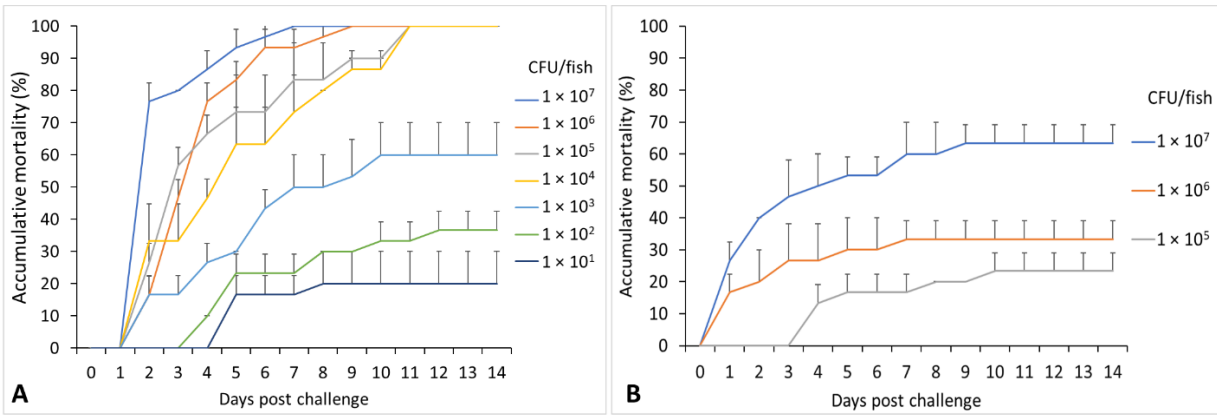 100
90
80
70
60
50
40
30
20
10
0
Accumulative mortality (%)
0 1 2 3 4 5 6 7 8 9 10 11 12 13 14
Days post challenge
A
CFU/fish
1 × 10⁷
1 × 10⁶
1 × 10⁵
1 × 10⁴
1 × 10³
1 × 10²
1 × 10¹
100
90
80
70
60
50
40
30
20
10
0
Accumulative mortality (%)
0 1 2 3 4 5 6 7 8 9 10 11 12 13 14
Days post challenge
B
CFU/fish
1 × 10⁷
1 × 10⁶
1 × 10⁵